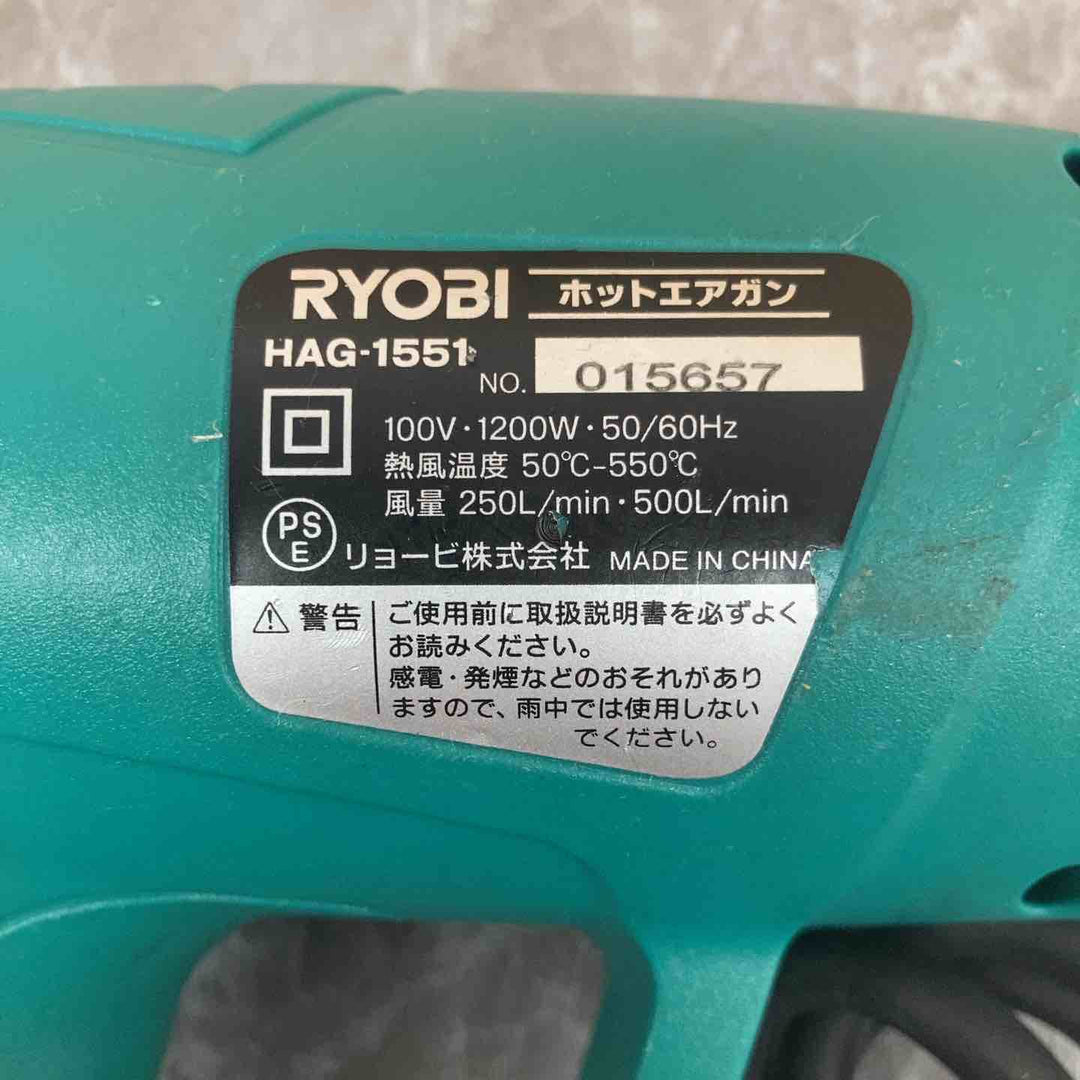 RYOBI ホットエアガン
HAG-1551 NO. 015657
100V・1200W・50/60Hz
熱風温度 50℃-550℃
風量 250L/min・500L/min
PS
E
リョービ株式会社 MADE IN CHINA
⚠ 警告
ご使用前に取扱説明書を必ずよく
お読みください。
感電・発煙などのおそれがあり
ますので、雨中では使用しない
でください。